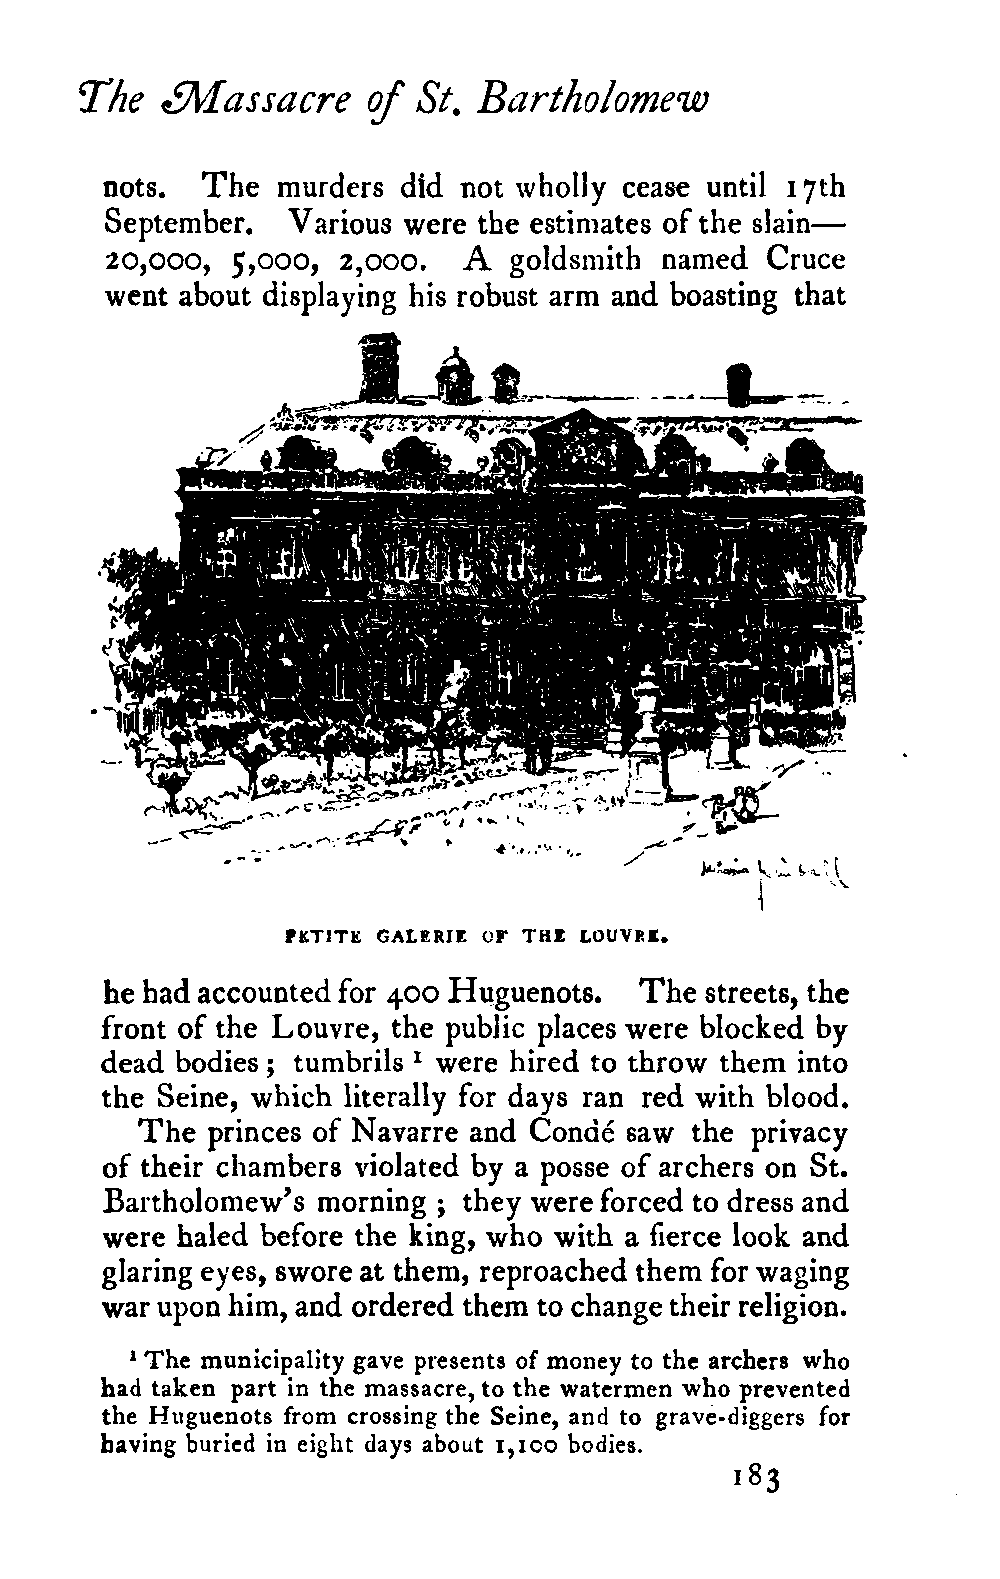 The Massacre of St. Bartholomew
nots. The murders did not wholly cease until 17th
September. Various were the estimates of the slain—
20,000, 5,000, 2,000. A goldsmith named Cruce
went about displaying his robust arm and boasting that
PETITE GALERIE OF THE LOUVRE.
he had accounted for 400 Huguenots. The streets, the
front of the Louvre, the public places were blocked by
dead bodies; tumbrils ¹ were hired to throw them into
the Seine, which literally for days ran red with blood.
The princes of Navarre and Condé saw the privacy
of their chambers violated by a posse of archers on St.
Bartholomew's morning; they were forced to dress and
were haled before the king, who with a fierce look and
glaring eyes, swore at them, reproached them for waging
war upon him, and ordered them to change their religion.
¹ The municipality gave presents of money to the archers who
had taken part in the massacre, to the watermen who prevented
the Huguenots from crossing the Seine, and to grave-diggers for
having buried in eight days about 1,100 bodies.
183